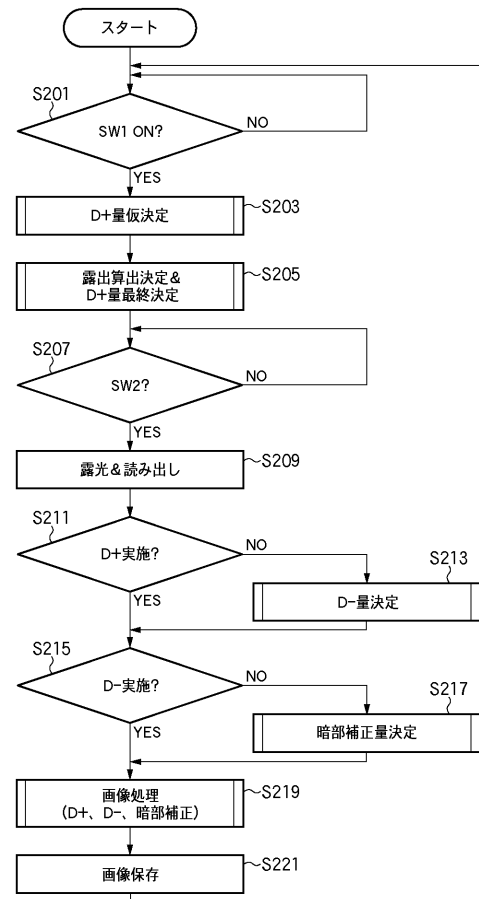 スタート
S201
SW1 ON?
NO
YES
D+量仮決定
S203
露出算出決定&
D+量最終決定
S205
S207
SW2?
NO
YES
露光&読み出し
S209
S211
D+実施?
NO
YES
S213
D-量決定
S215
D-実施?
NO
YES
S217
暗部補正量決定
画像処理
(D+、D-、暗部補正)
S219
画像保存
S221